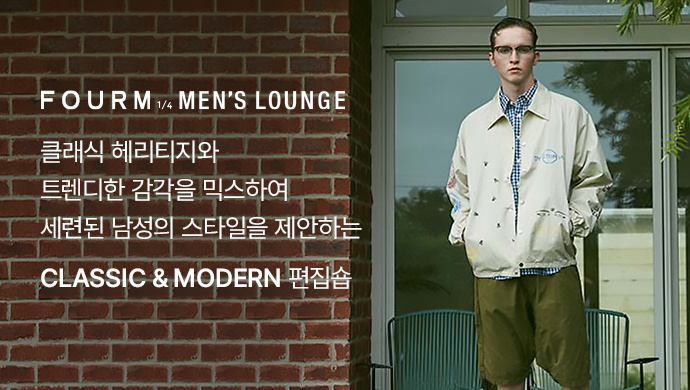 FOURM 1/4 MEN'S LOUNGE
클래식 헤리티지와
트렌디한 감각을 믹스하여
세련된 남성의 스타일을 제안하는
CLASSIC & MODERN 편집숍